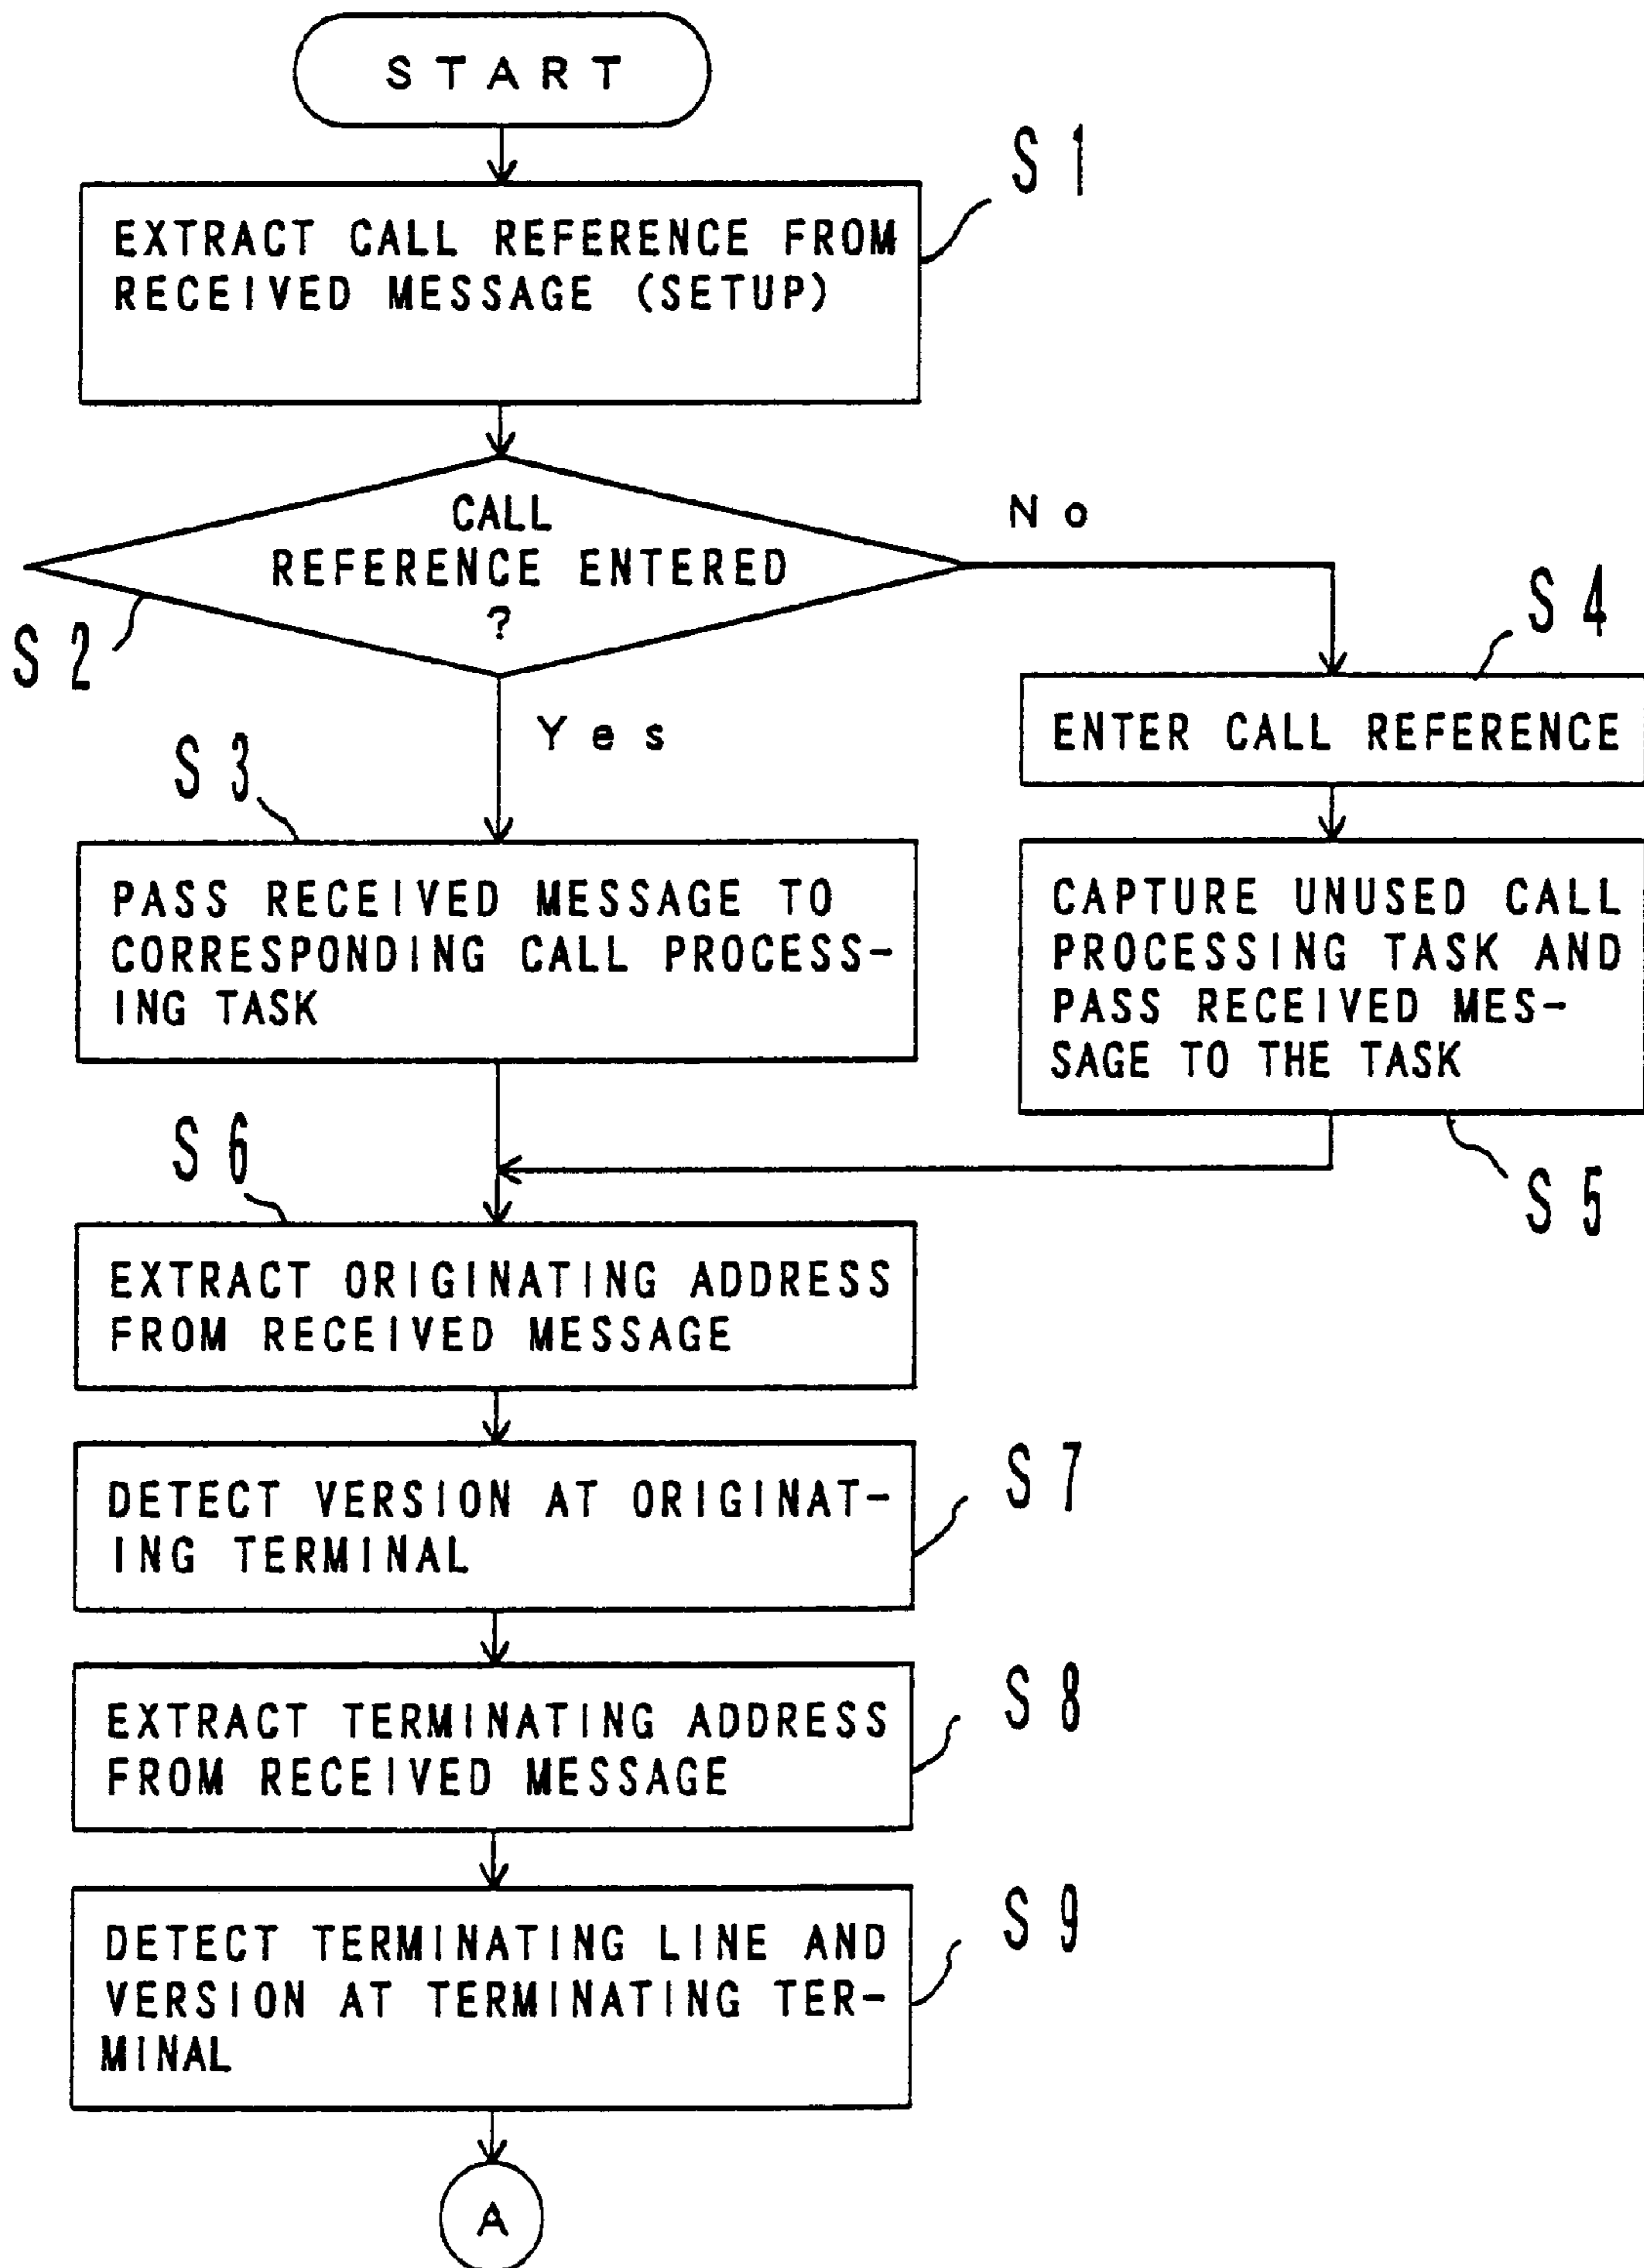 START
S1
EXTRACT CALL REFERENCE FROM
RECEIVED MESSAGE (SETUP)
CALL
REFERENCE ENTERED
?
No
S2
Yes
S4
ENTER CALL REFERENCE
S3
PASS RECEIVED MESSAGE TO
CORRESPONDING CALL PROCESS-
ING TASK
CAPTURE UNUSED CALL
PROCESSING TASK AND
PASS RECEIVED MES-
SAGE TO THE TASK
S5
S6
EXTRACT ORIGINATING ADDRESS
FROM RECEIVED MESSAGE
S7
DETECT VERSION AT ORIGINAT-
ING TERMINAL
S8
EXTRACT TERMINATING ADDRESS
FROM RECEIVED MESSAGE
S9
DETECT TERMINATING LINE AND
VERSION AT TERMINATING TER-
MINAL
A